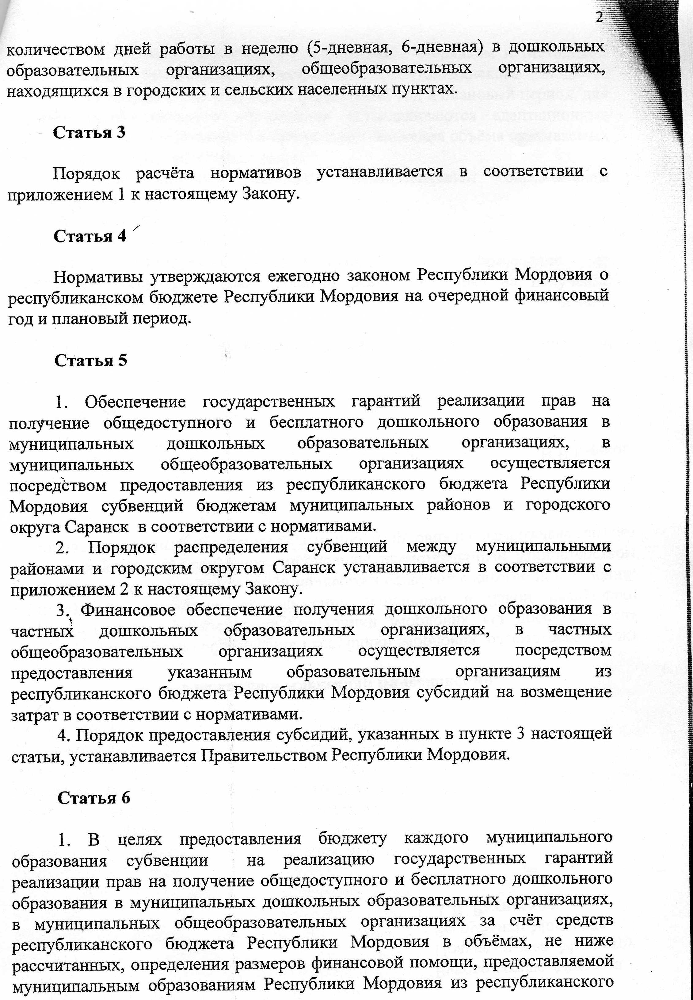 2
количеством дней работы в неделю (5-дневная, 6-дневная) в дошкольных
образовательных организациях, общеобразовательных организациях,
находящихся в городских и сельских населенных пунктах.
Статья 3
Порядок расчёта нормативов устанавливается в соответствии с
приложением 1 к настоящему Закону.
Статья 4
Нормативы утверждаются ежегодно законом Республики Мордовия о
республиканском бюджете Республики Мордовия на очередной финансовый
год и плановый период.
Статья 5
1. Обеспечение государственных гарантий реализации прав на
получение общедоступного и бесплатного дошкольного образования в
муниципальных дошкольных образовательных организациях, в
муниципальных общеобразовательных организациях осуществляется
посредством предоставления из республиканского бюджета Республики
Мордовия субвенций бюджетам муниципальных районов и городского
округа Саранск в соответствии с нормативами.
2. Порядок распределения субвенций между муниципальными
районами и городским округом Саранск устанавливается в соответствии с
приложением 2 к настоящему Закону.
3. Финансовое обеспечение получения дошкольного образования в
частных дошкольных образовательных организациях, в частных
общеобразовательных организациях осуществляется посредством
предоставления указанным образовательным организациям из
республиканского бюджета Республики Мордовия субсидий на возмещение
затрат в соответствии с нормативами.
4. Порядок предоставления субсидий, указанных в пункте 3 настоящей
статьи, устанавливается Правительством Республики Мордовия.
Статья 6
1. В целях предоставления бюджету каждого муниципального
образования субвенции на реализацию государственных гарантий
реализации прав на получение общедоступного и бесплатного дошкольного
образования в муниципальных дошкольных образовательных организациях,
в муниципальных общеобразовательных организациях за счёт средств
республиканского бюджета Республики Мордовия в объёмах, не ниже
рассчитанных, определения размеров финансовой помощи, предоставляемой
муниципальным образованиям Республики Мордовия из республиканского